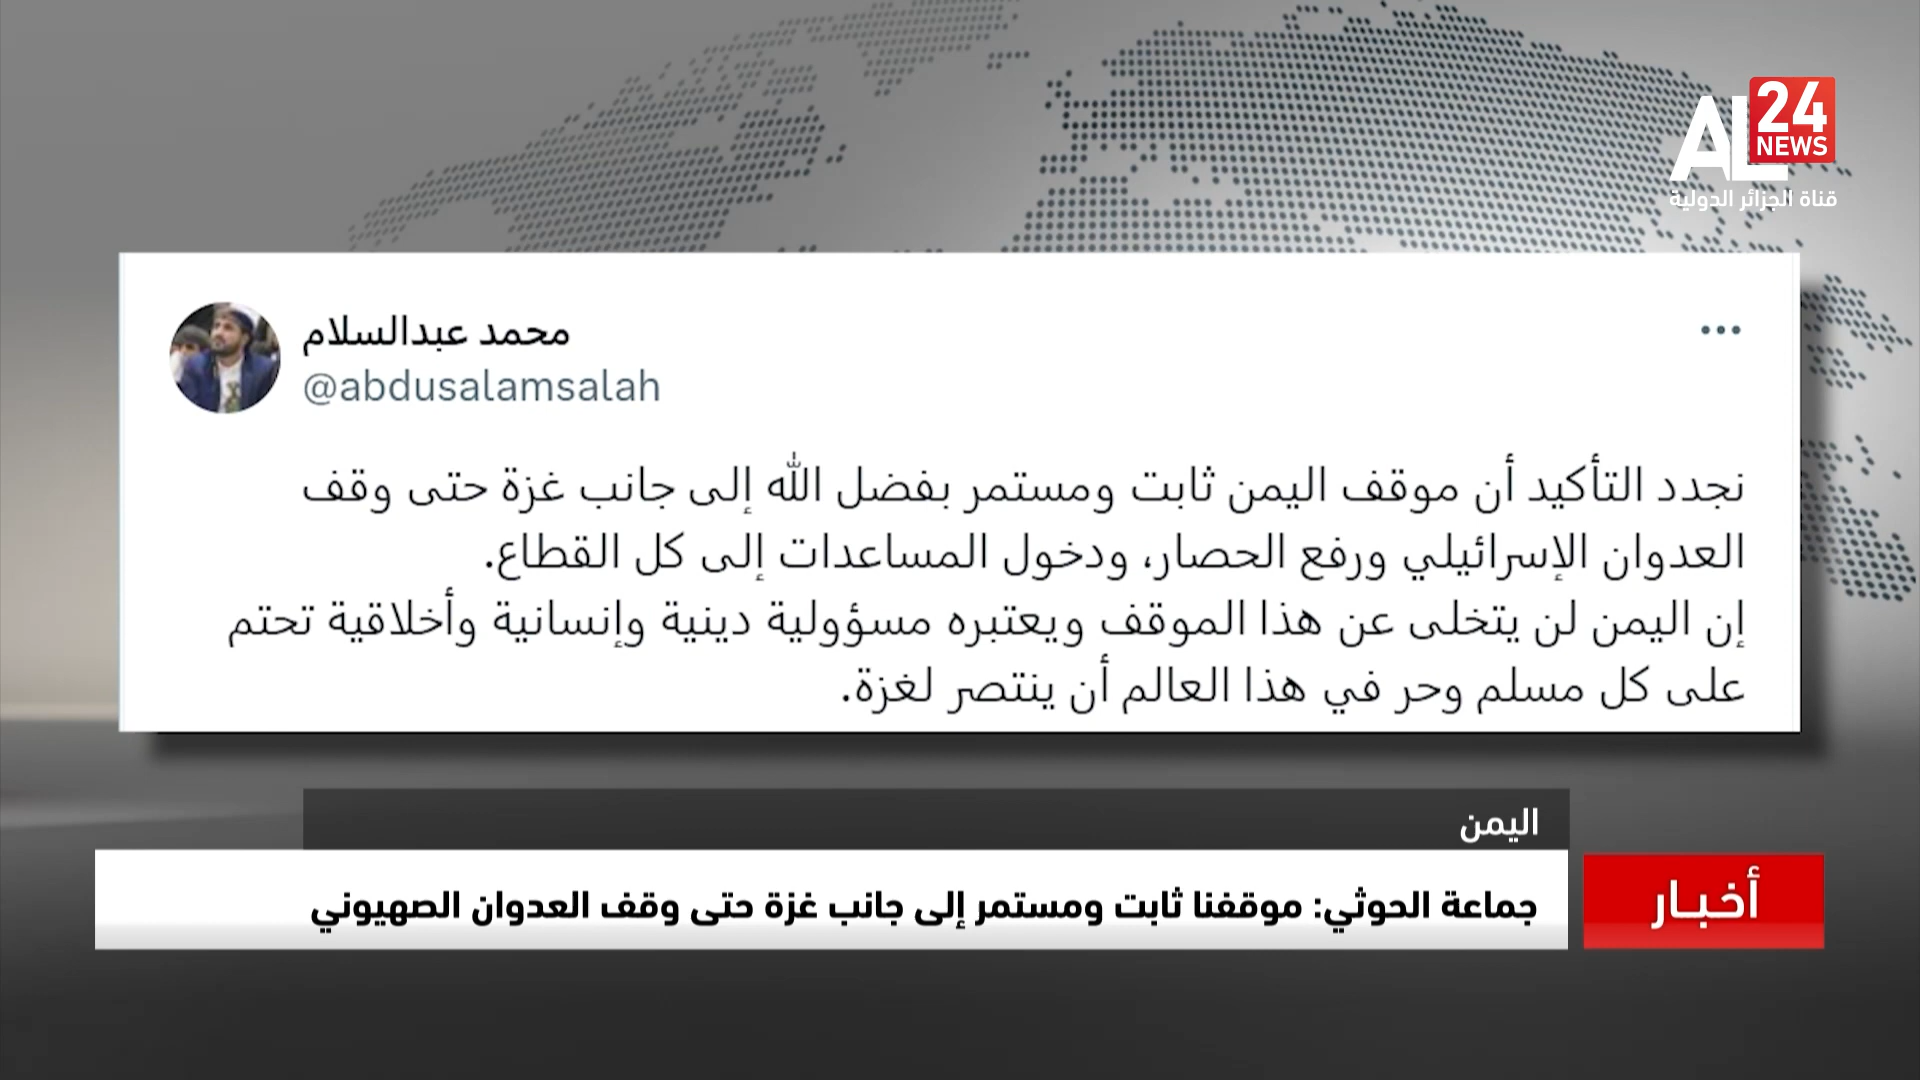 AL
24
NEWS
قناة الجزائر الدولية
محمد عبدالسلام
@abdusalamsalah
نجدد التأكيد أن موقف اليمن ثابت ومستمر بفضل الله إلى جانب غزة حتى وقف
العدوان الإسرائيلي ورفع الحصار، ودخول المساعدات إلى كل القطاع.
إن اليمن لن يتخلى عن هذا الموقف ويعتبره مسؤولية دينية وإنسانية وأخلاقية تحتم
على كل مسلم وحر في هذا العالم أن ينتصر لغزة.
اليمن
أخبار
جماعة الحوثي: موقفنا ثابت ومستمر إلى جانب غزة حتى وقف العدوان الصهيوني